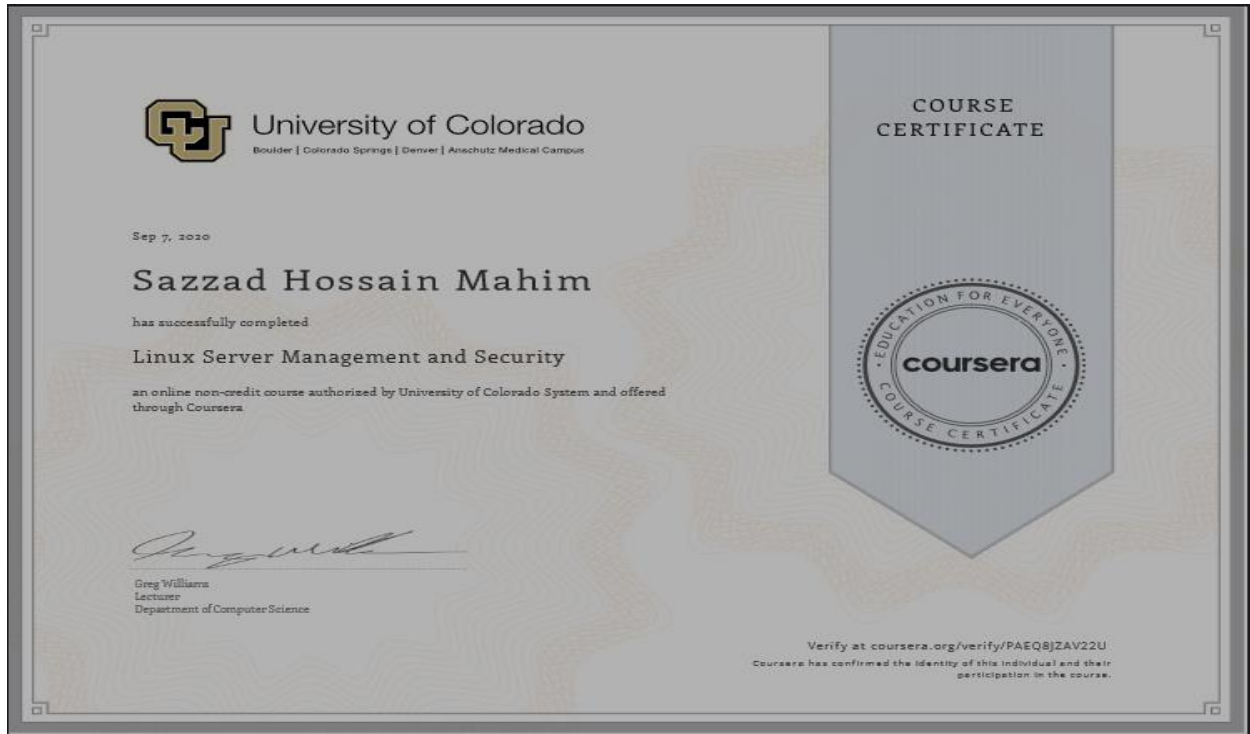 University of Colorado
Boulder | Colorado Springs | Denver | Anschutz Medical Campus
COURSE
CERTIFICATE
Sep 7, 2020
Sazzad Hossain Mahim
has successfully completed
Linux Server Management and Security
an online non-credit course authorized by University of Colorado System and offered
through Coursera
EDUCATION FOR EVERYONE
coursera
COURSE CERTIFICATE
Greg Williams
Lecturer
Department of Computer Science
Verify at coursera.org/verify/PAEQ8JZAV22U
Coursera has confirmed the identity of this individual and their
participation in the course.